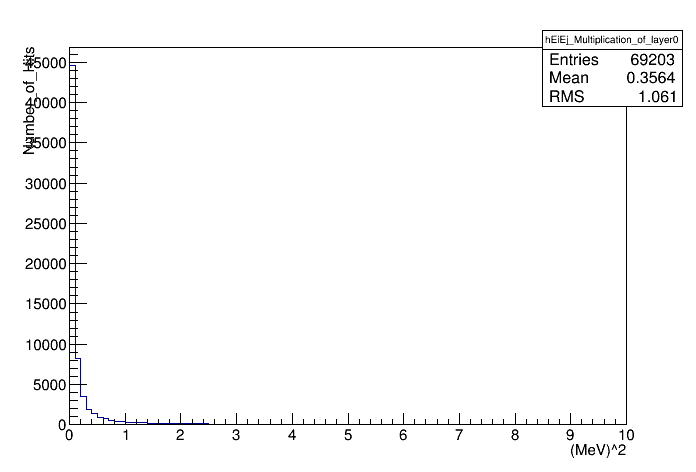 hEiEj_Multiplication_of_layer0
Entries 69203
Mean 0.3564
RMS 1.061
Number_of_Hits
45000
40000
35000
30000
25000
20000
15000
10000
5000
0
0 1 2 3 4 5 6 7 8 9 10
(MeV)^2